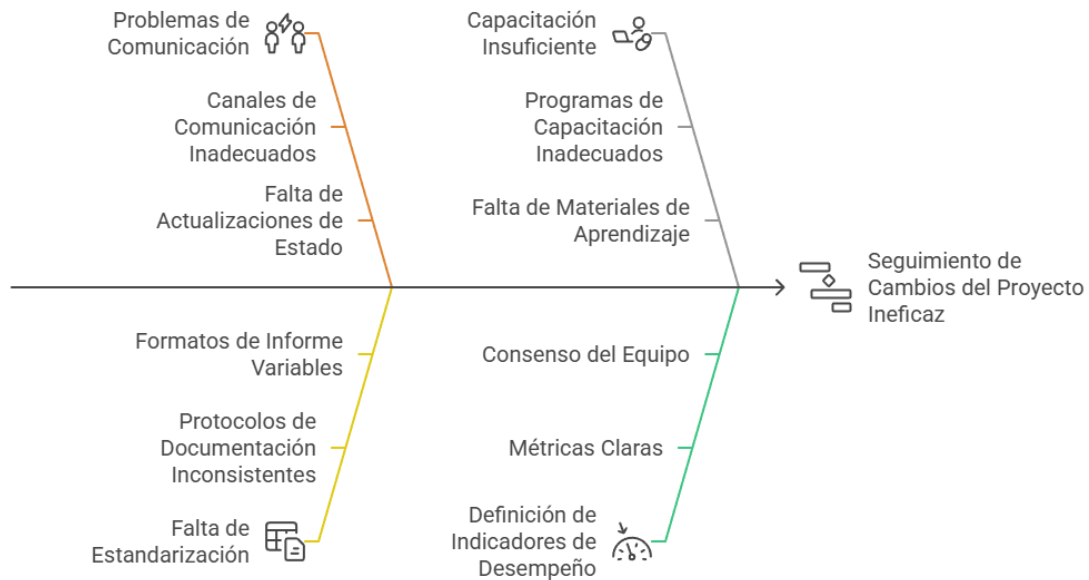 Problemas de
Comunicación
Canales de
Comunicación
Inadecuados
Falta de
Actualizaciones de
Estado
Capacitación
Insuficiente
Programas de
Capacitación
Inadecuados
Falta de Materiales de
Aprendizaje
Seguimiento de
Cambios del Proyecto
Ineficaz
Formatos de Informe
Variables
Protocolos de
Documentación
Inconsistentes
Falta de
Estandarización
Consenso del Equipo
Métricas Claras
Definición de
Indicadores de
Desempeño